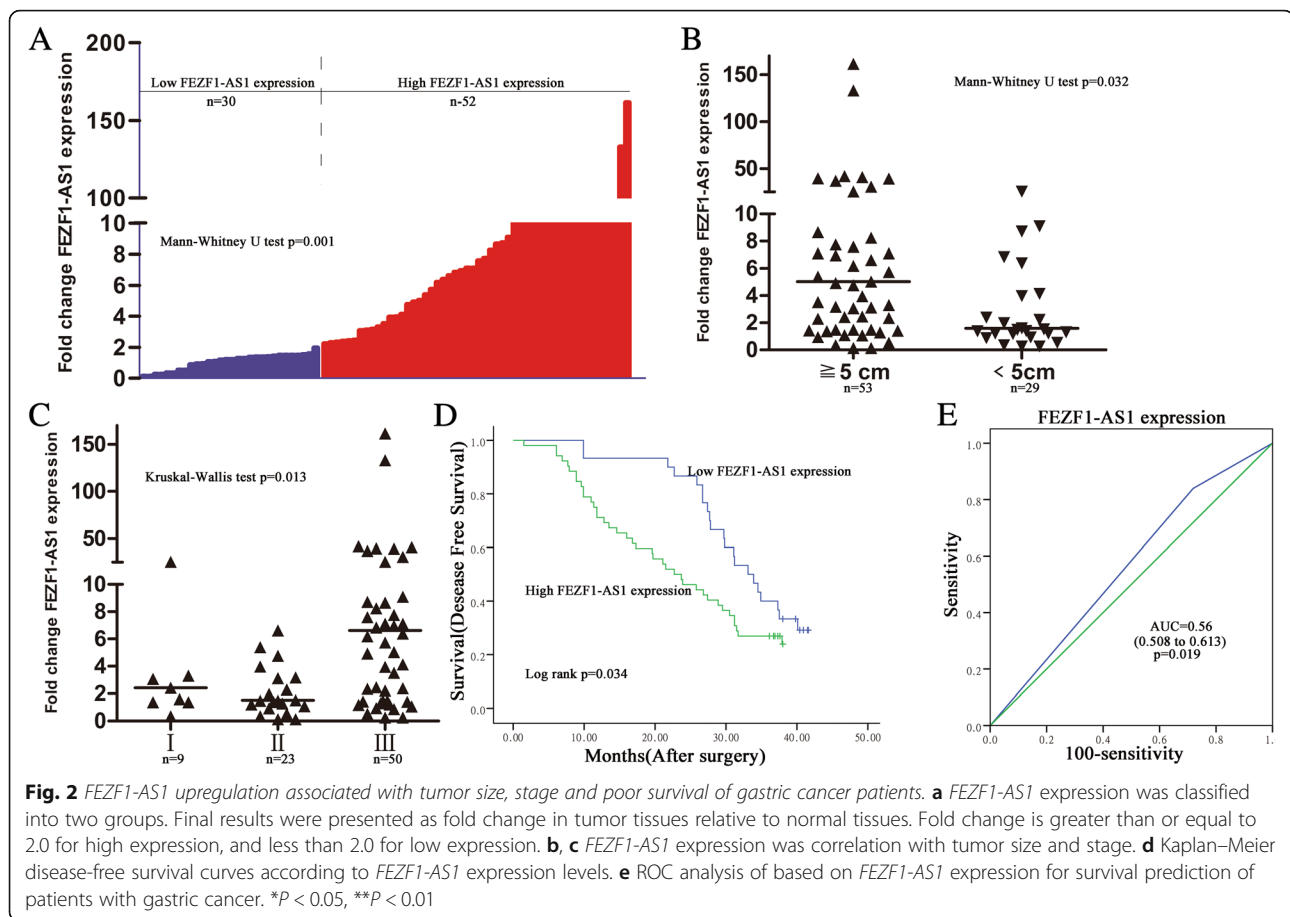 A
Fold change FEZF1-AS1 expression
200
150
100
10
8
6
4
2
0
Low FEZF1-AS1 expression
n=30
High FEZF1-AS1 expression
n-52
Mann-Whitney U test p=0.001
B
Fold change FEZF1-AS1 expression
150
100
50
10
8
6
4
2
0
Mann-Whitney U test p=0.032
≧ 5 cm
n=53
< 5cm
n=29
C
Fold change FEZF1-AS1 expression
150
100
50
10
8
6
4
2
0
Kruskal-Wallis test p=0.013
I
n=9
II
n=23
III
n=50
D
Survival(Desease Free Survival)
1.0
0.8
0.6
0.4
0.2
0.0
Low FEZF1-AS1 expression
High FEZF1-AS1 expression
Log rank p=0.034
0.00 10.00 20.00 30.00 40.00 50.00
Months(After surgery)
E
FEZF1-AS1 expression
Sensitivity
1.0
0.8
0.6
0.4
0.2
0.0
AUC=0.56
(0.508 to 0.613)
p=0.019
0.0 0.2 0.4 0.6 0.8 1.
100-sensitivity
Fig. 2 FEZF1-AS1 upregulation associated with tumor size, stage and poor survival of gastric cancer patients. a FEZF1-AS1 expression was classified
into two groups. Final results were presented as fold change in tumor tissues relative to normal tissues. Fold change is greater than or equal to
2.0 for high expression, and less than 2.0 for low expression. b, c FEZF1-AS1 expression was correlation with tumor size and stage. d Kaplan–Meier
disease-free survival curves according to FEZF1-AS1 expression levels. e ROC analysis of based on FEZF1-AS1 expression for survival prediction of
patients with gastric cancer. *P < 0.05, **P < 0.01